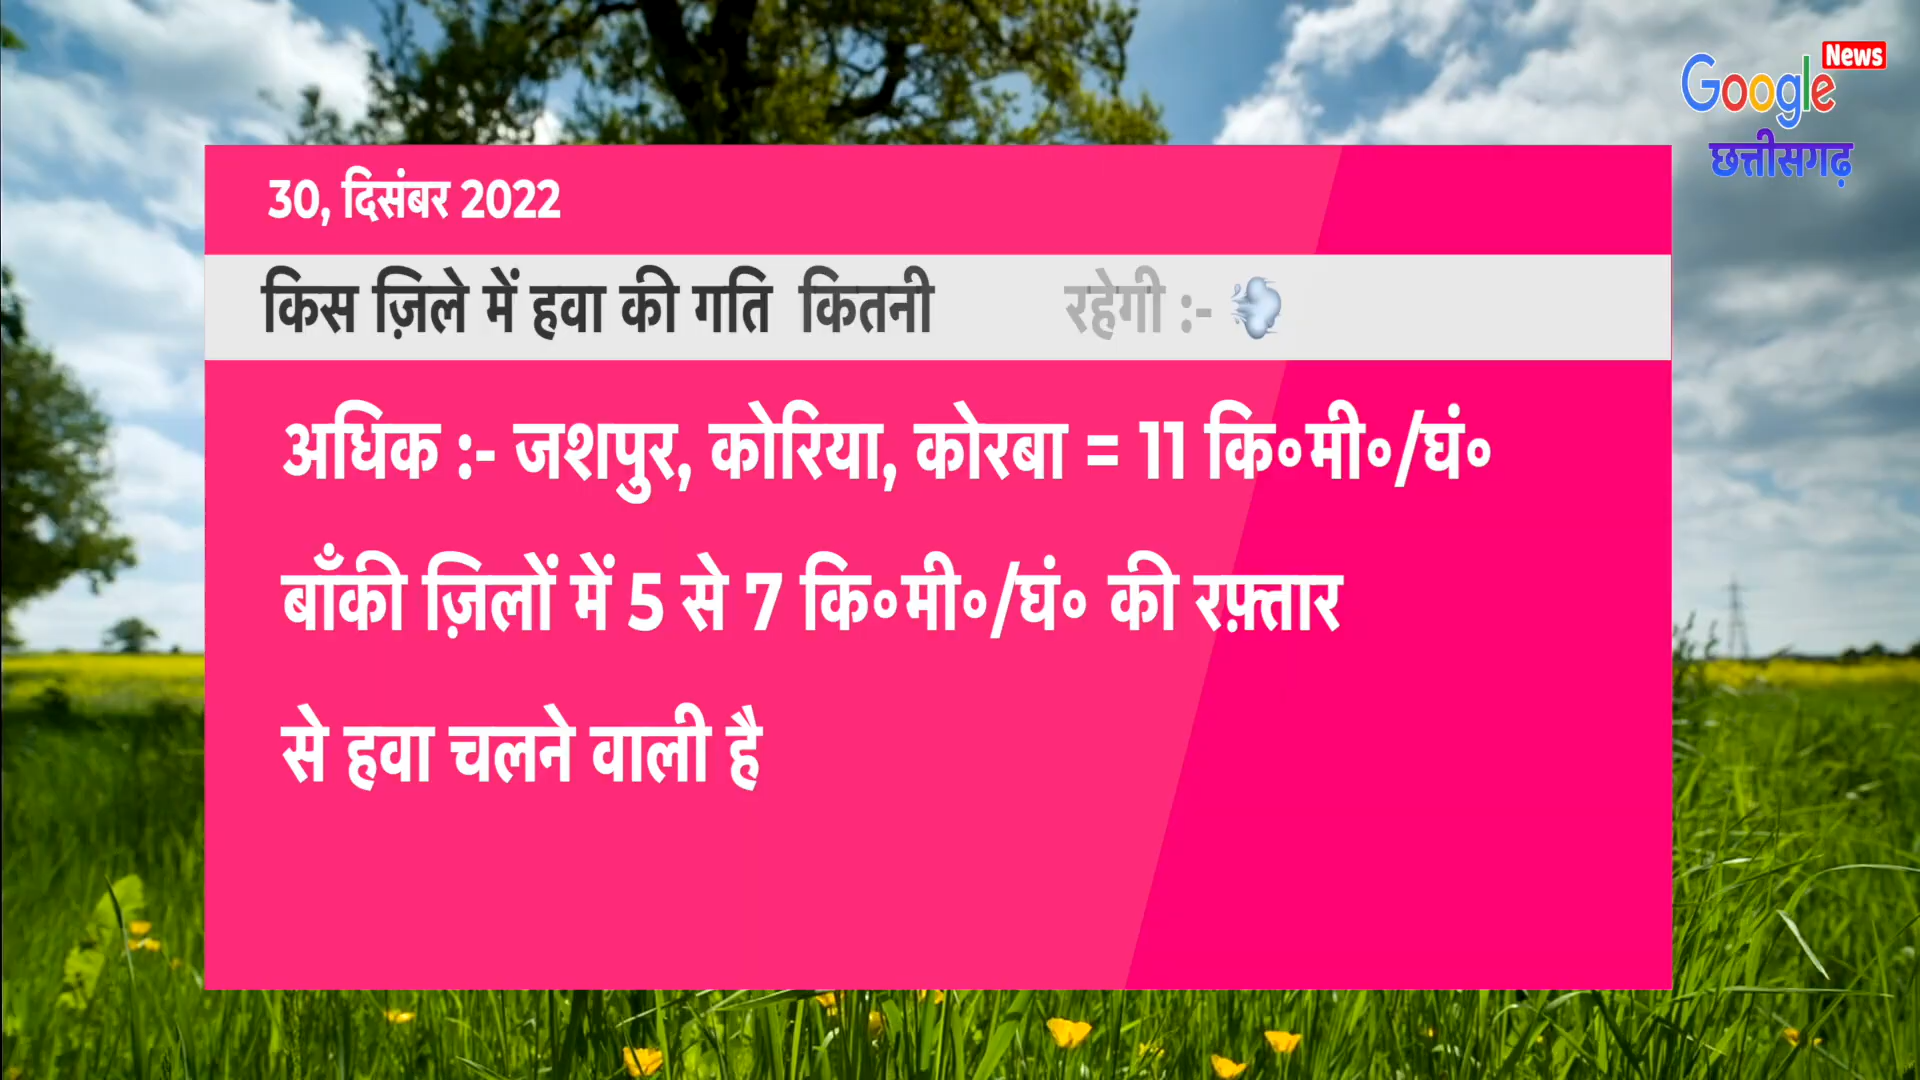 Google News
छत्तीसगढ़
30, दिसंबर 2022
किस ज़िले में हवा की गति कितनी रहेगी :- 💨
अधिक :- जशपुर, कोरिया, कोरबा = 11 कि॰मी॰/घं॰
बाँकी ज़िलों में 5 से 7 कि॰मी॰/घं॰ की रफ़्तार
से हवा चलने वाली है